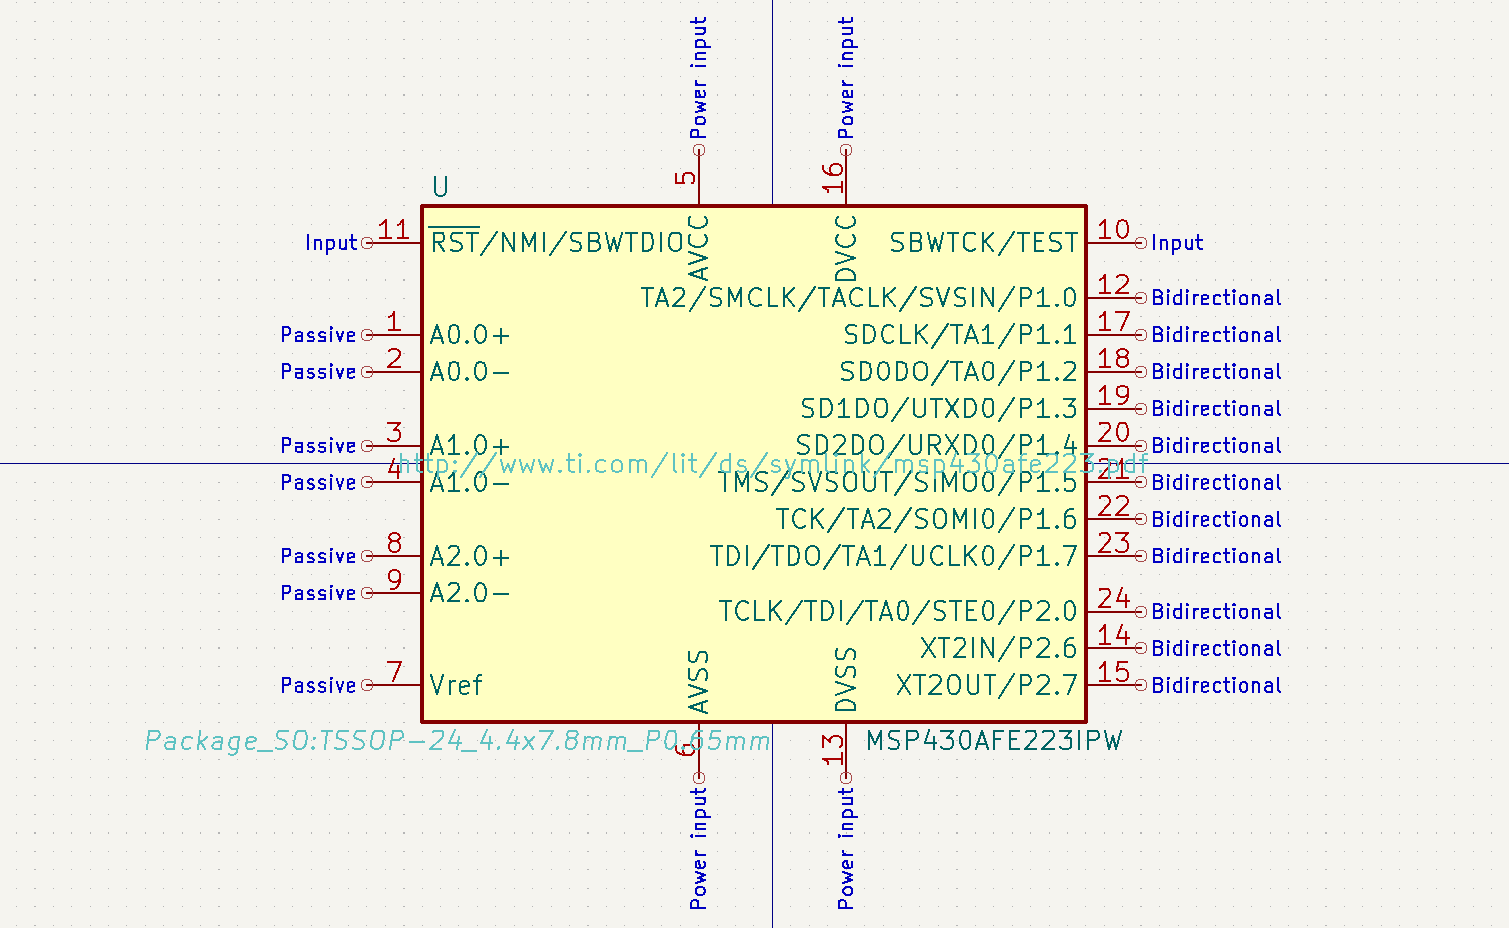 Power input
Power input
5
16
U
Input 11 RST/NMI/SBWTDIO
AVCC
DVCC
SBWTCK/TEST 10 Input
TA2/SMCLK/TACLK/SVSIN/P1.0 12 Bidirectional
Passive 1 A0.0+
SDCLK/TA1/P1.1 17 Bidirectional
Passive 2 A0.0-
SD0DO/TA0/P1.2 18 Bidirectional
SD1DO/UTXD0/P1.3 19 Bidirectional
Passive 3 A1.0+
SD2DO/URXD0/P1.4 20 Bidirectional
http://www.ti.com/lit/ds/symlink/msp430afe223.pdf
Passive 4 A1.0-
TMS/SVSOUT/SIMO0/P1.5 21 Bidirectional
TCK/TA2/SOMI0/P1.6 22 Bidirectional
Passive 8 A2.0+
TDI/TDO/TA1/UCLK0/P1.7 23 Bidirectional
Passive 9 A2.0-
TCLK/TDI/TA0/STE0/P2.0 24 Bidirectional
XT2IN/P2.6 14 Bidirectional
Passive 7 Vref
AVSS
DVSS
XT2OUT/P2.7 15 Bidirectional
Package_SO:TSSOP-24_4.4x7.8mm_P0.65mm
6
13
MSP430AFE223IPW
Power input
Power input